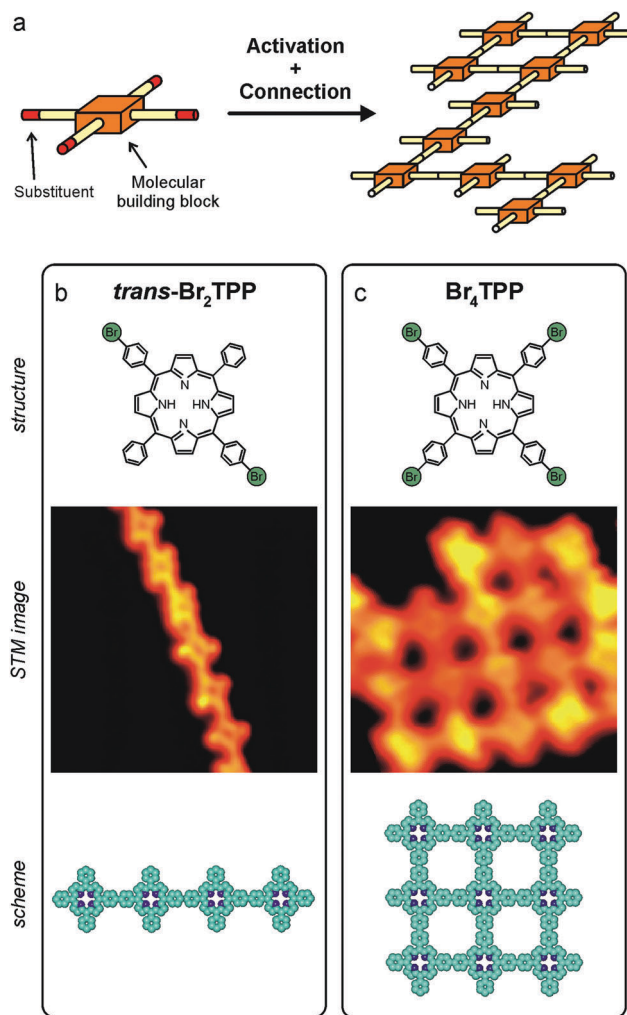 a
Activation
+
Connection
Substituent
Molecular
building block
b
trans-Br₂TPP
structure
Br
N
NH
HN
N
Br
STM image
scheme
c
Br₄TPP
Br
Br
N
NH
HN
N
Br
Br